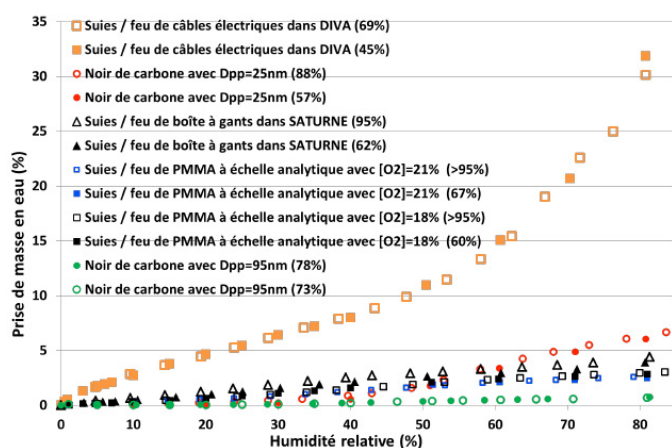 Suies / feu de câbles électriques dans DIVA (69%)
Suies / feu de câbles électriques dans DIVA (45%)
Noir de carbone avec Dpp=25nm (88%)
Noir de carbone avec Dpp=25nm (57%)
Suies / feu de boîte à gants dans SATURNE (95%)
Suies / feu de boîte à gants dans SATURNE (62%)
Suies / feu de PMMA à échelle analytique avec [O2]=21% (>95%)
Suies / feu de PMMA à échelle analytique avec [O2]=21% (67%)
Suies / feu de PMMA à échelle analytique avec [O2]=18% (>95%)
Suies / feu de PMMA à échelle analytique avec [O2]=18% (60%)
Noir de carbone avec Dpp=95nm (78%)
Noir de carbone avec Dpp=95nm (73%)
Prise de masse en eau (%)
35
30
25
20
15
10
5
0
0 10 20 30 40 50 60 70 80
Humidité relative (%)